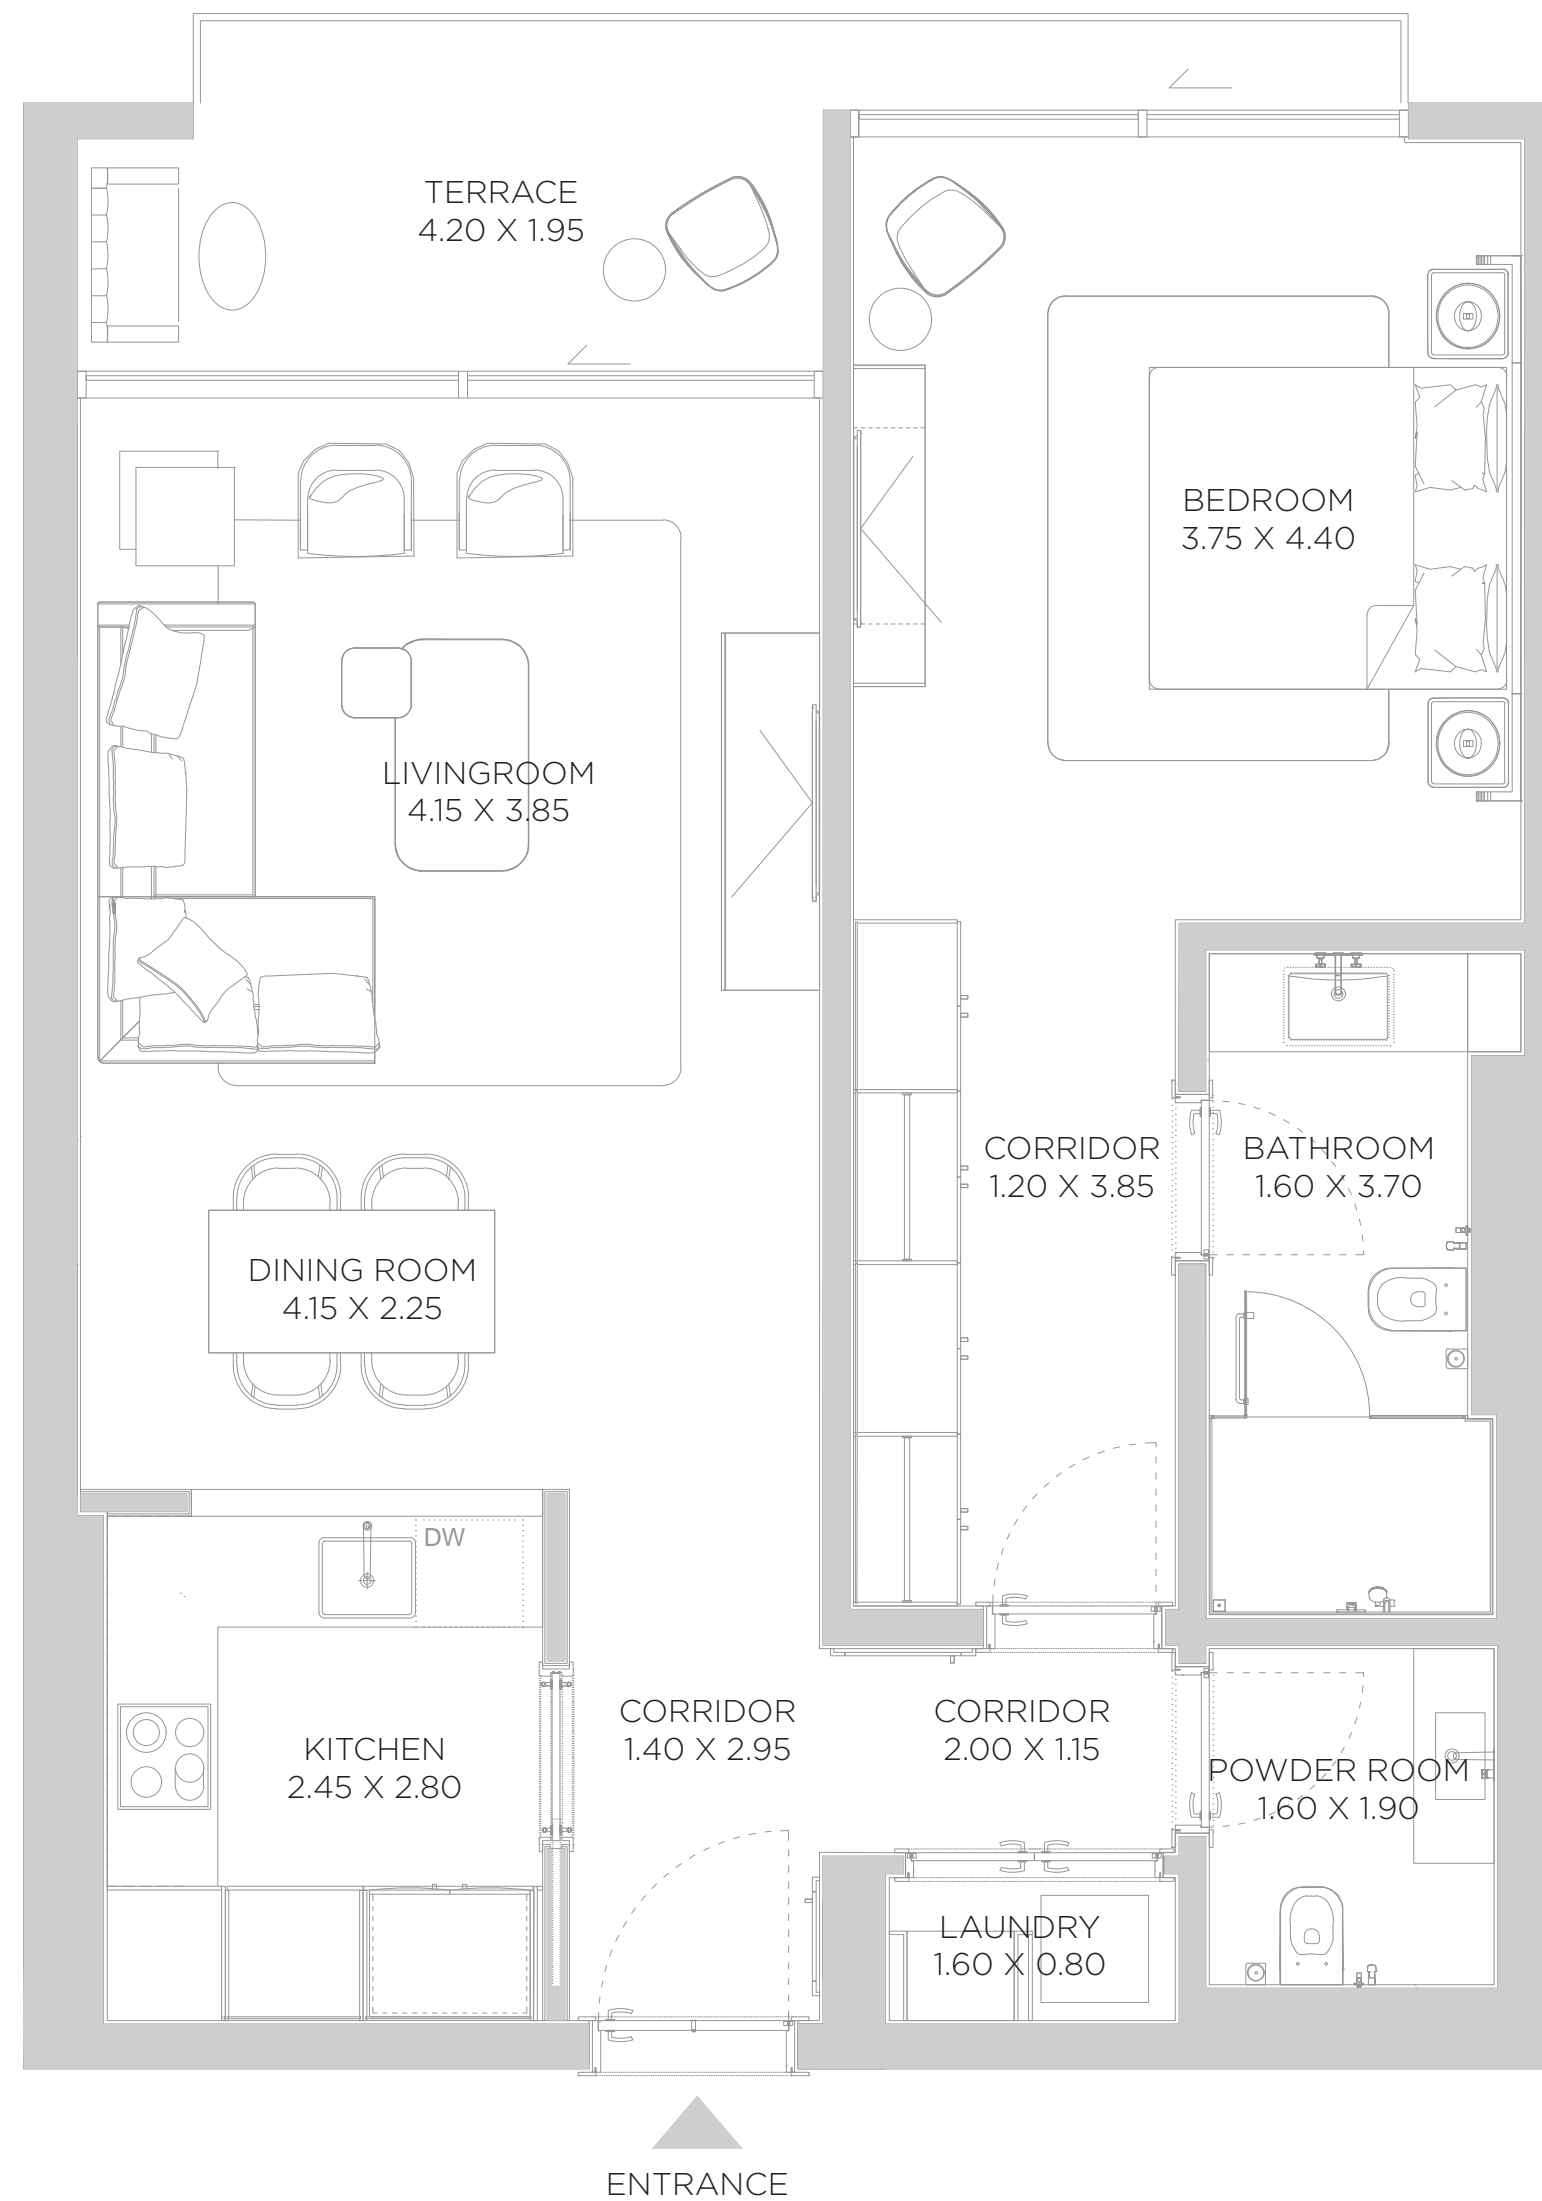 TERRACE
4.20 X 1.95
BEDROOM
3.75 X 4.40
LIVINGROOM
4.15 X 3.85
CORRIDOR
1.20 X 3.85
BATHROOM
1.60 X 3.70
DINING ROOM
4.15 X 2.25
DW
KITCHEN
2.45 X 2.80
CORRIDOR
1.40 X 2.95
CORRIDOR
2.00 X 1.15
POWDER ROOM
1.60 X 1.90
LAUNDRY
1.60 X 0.80
ENTRANCE